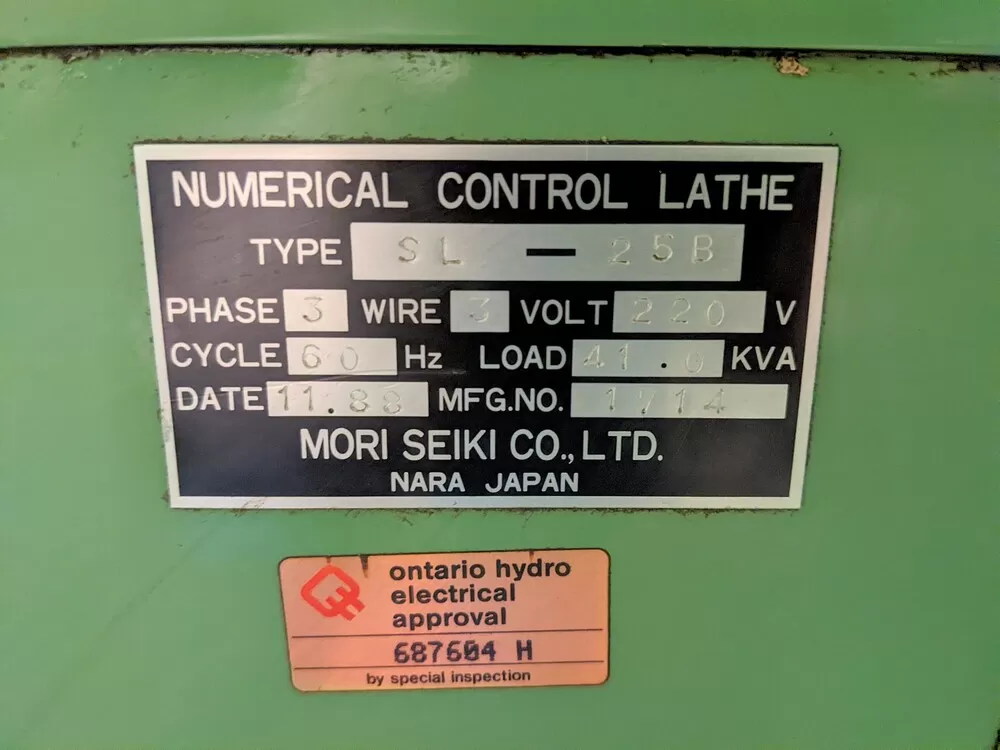 NUMERICAL CONTROL LATHE
TYPE SL - 25B
PHASE 3 WIRE 3 VOLT 220 V
CYCLE 60 Hz LOAD 41.0 KVA
DATE 11.88 MFG.NO. 1714
MORI SEIKI CO., LTD.
NARA JAPAN
ontario hydro
electrical
approval
687604 H
by special inspection